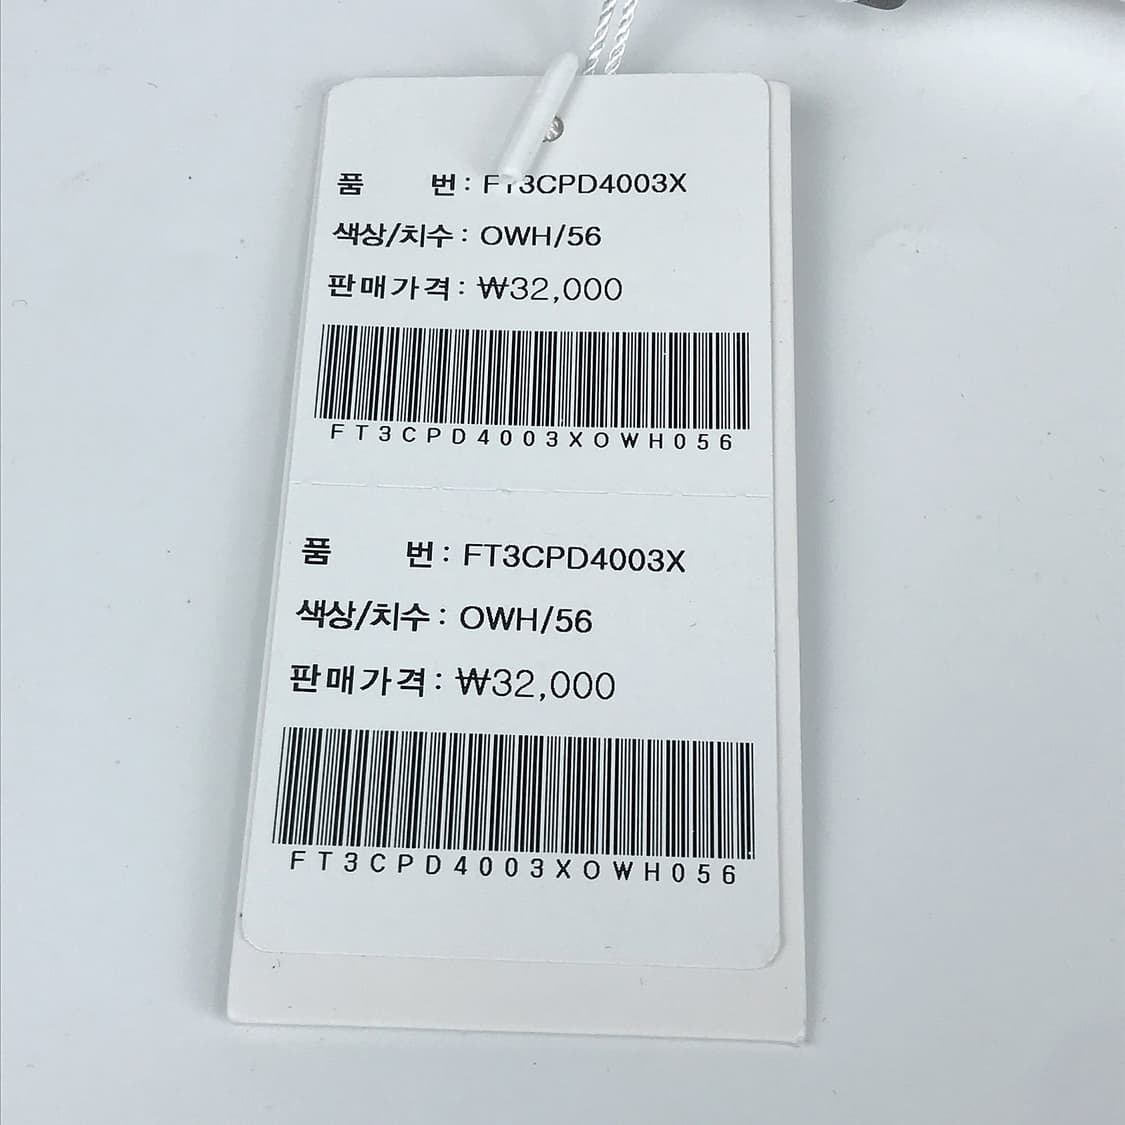 품 번 : FT3CPD4003X
색상/치수 : OWH/56
판매가격 : ₩32,000
FT3CPD4003XOWH056
품 번 : FT3CPD4003X
색상/치수 : OWH/56
판매가격 : ₩32,000
FT3CPD4003XOWH056